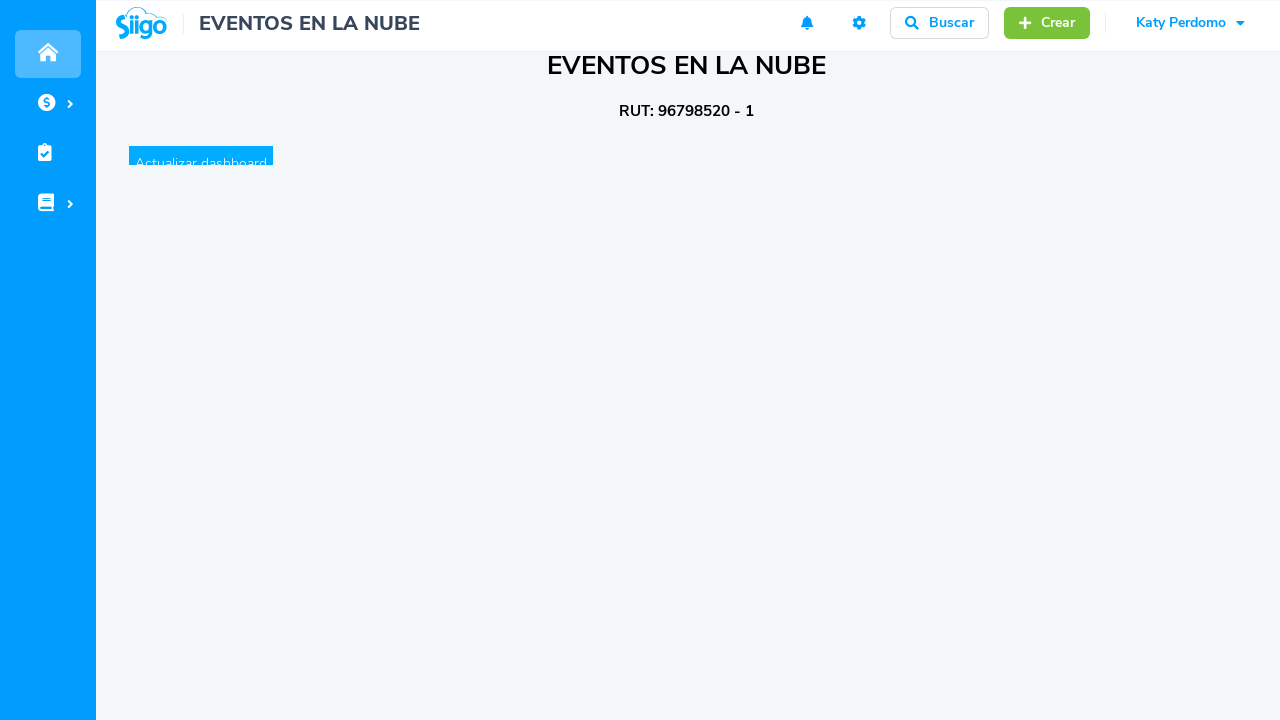 Siigo
EVENTOS EN LA NUBE
Buscar
Crear
Katy Perdomo
EVENTOS EN LA NUBE
RUT: 96798520 - 1
Actualizar dashboard